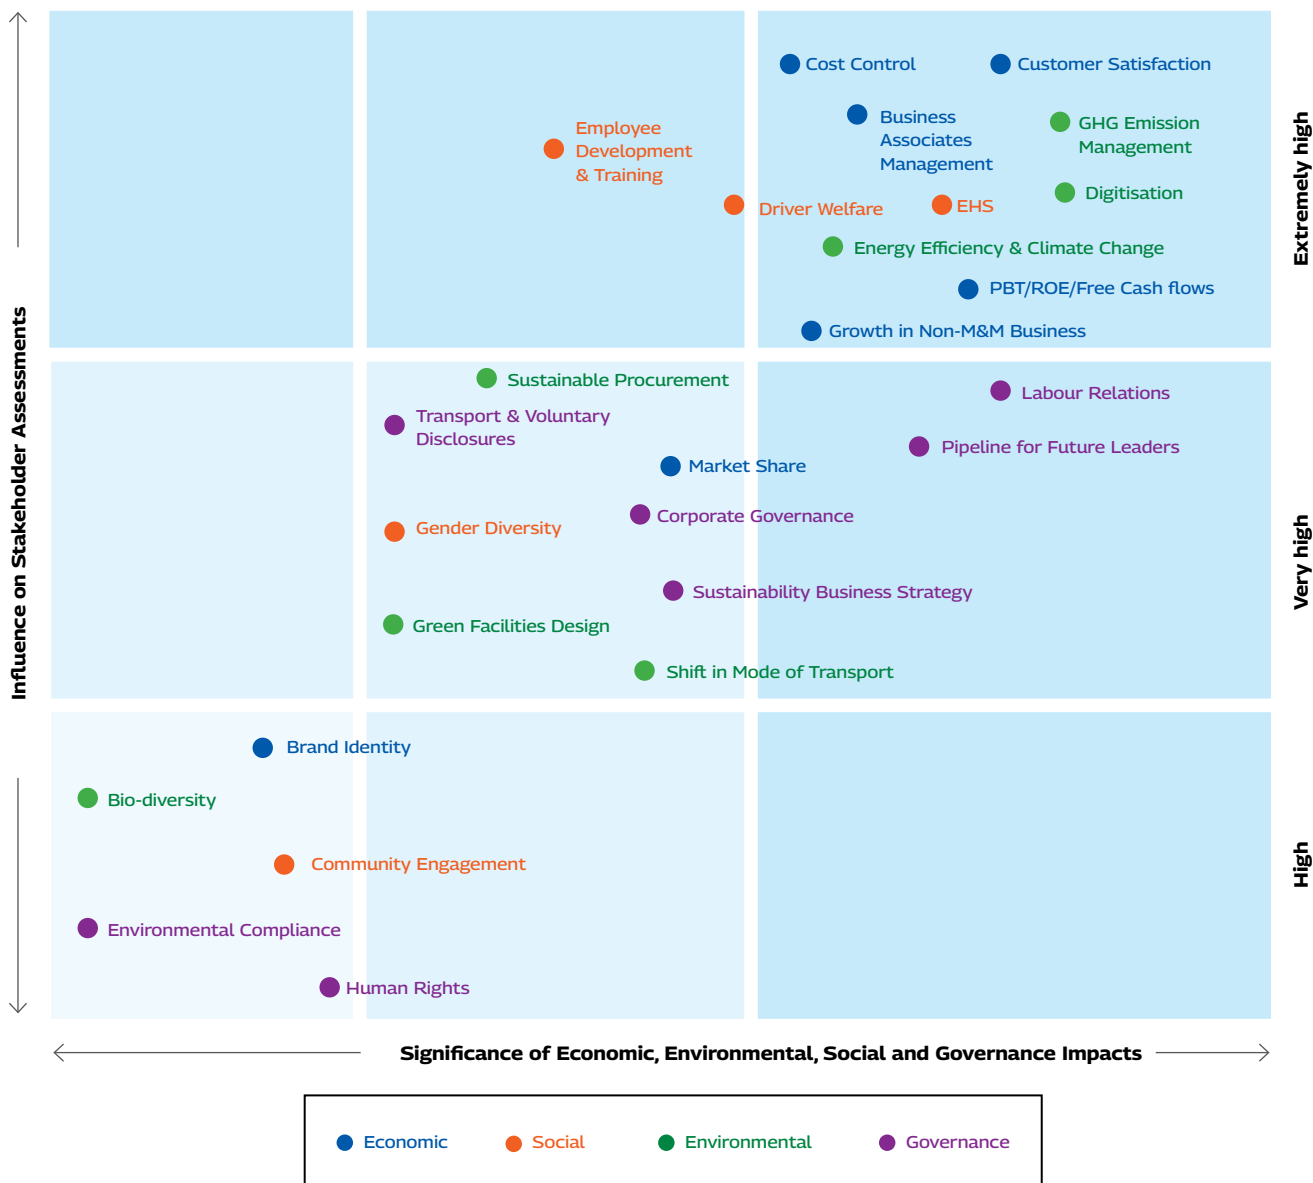 Cost Control
Customer Satisfaction
Business
Associates
Management
GHG Emission
Management
Employee
Development
& Training
Digitisation
Driver Welfare
EHS
Energy Efficiency & Climate Change
PBT/ROE/Free Cash flows
Growth in Non-M&M Business
Extremely high
Influence on Stakeholder Assessments
Sustainable Procurement
Labour Relations
Transport & Voluntary
Disclosures
Pipeline for Future Leaders
Market Share
Corporate Governance
Gender Diversity
Sustainability Business Strategy
Green Facilities Design
Shift in Mode of Transport
Very high
Brand Identity
Bio-diversity
Community Engagement
Environmental Compliance
Human Rights
High
Significance of Economic, Environmental, Social and Governance Impacts
Economic
Social
Environmental
Governance